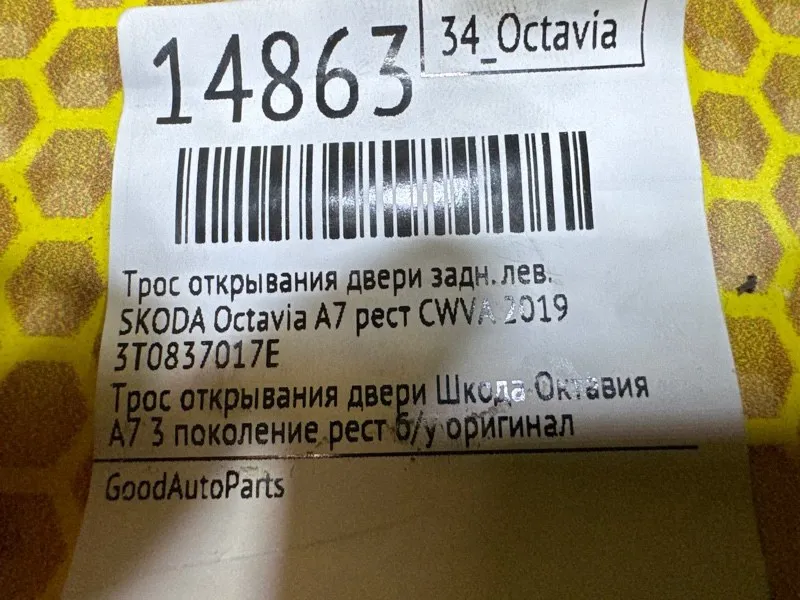 14863
34_Octavia
Трос открывания двери задн.лев.
SKODA Octavia A7 рест CWVA 2019
3T0837017E
Трос открывания двери Шкода Октавия
А7 3 поколение рест б/у оригинал
GoodAutoParts